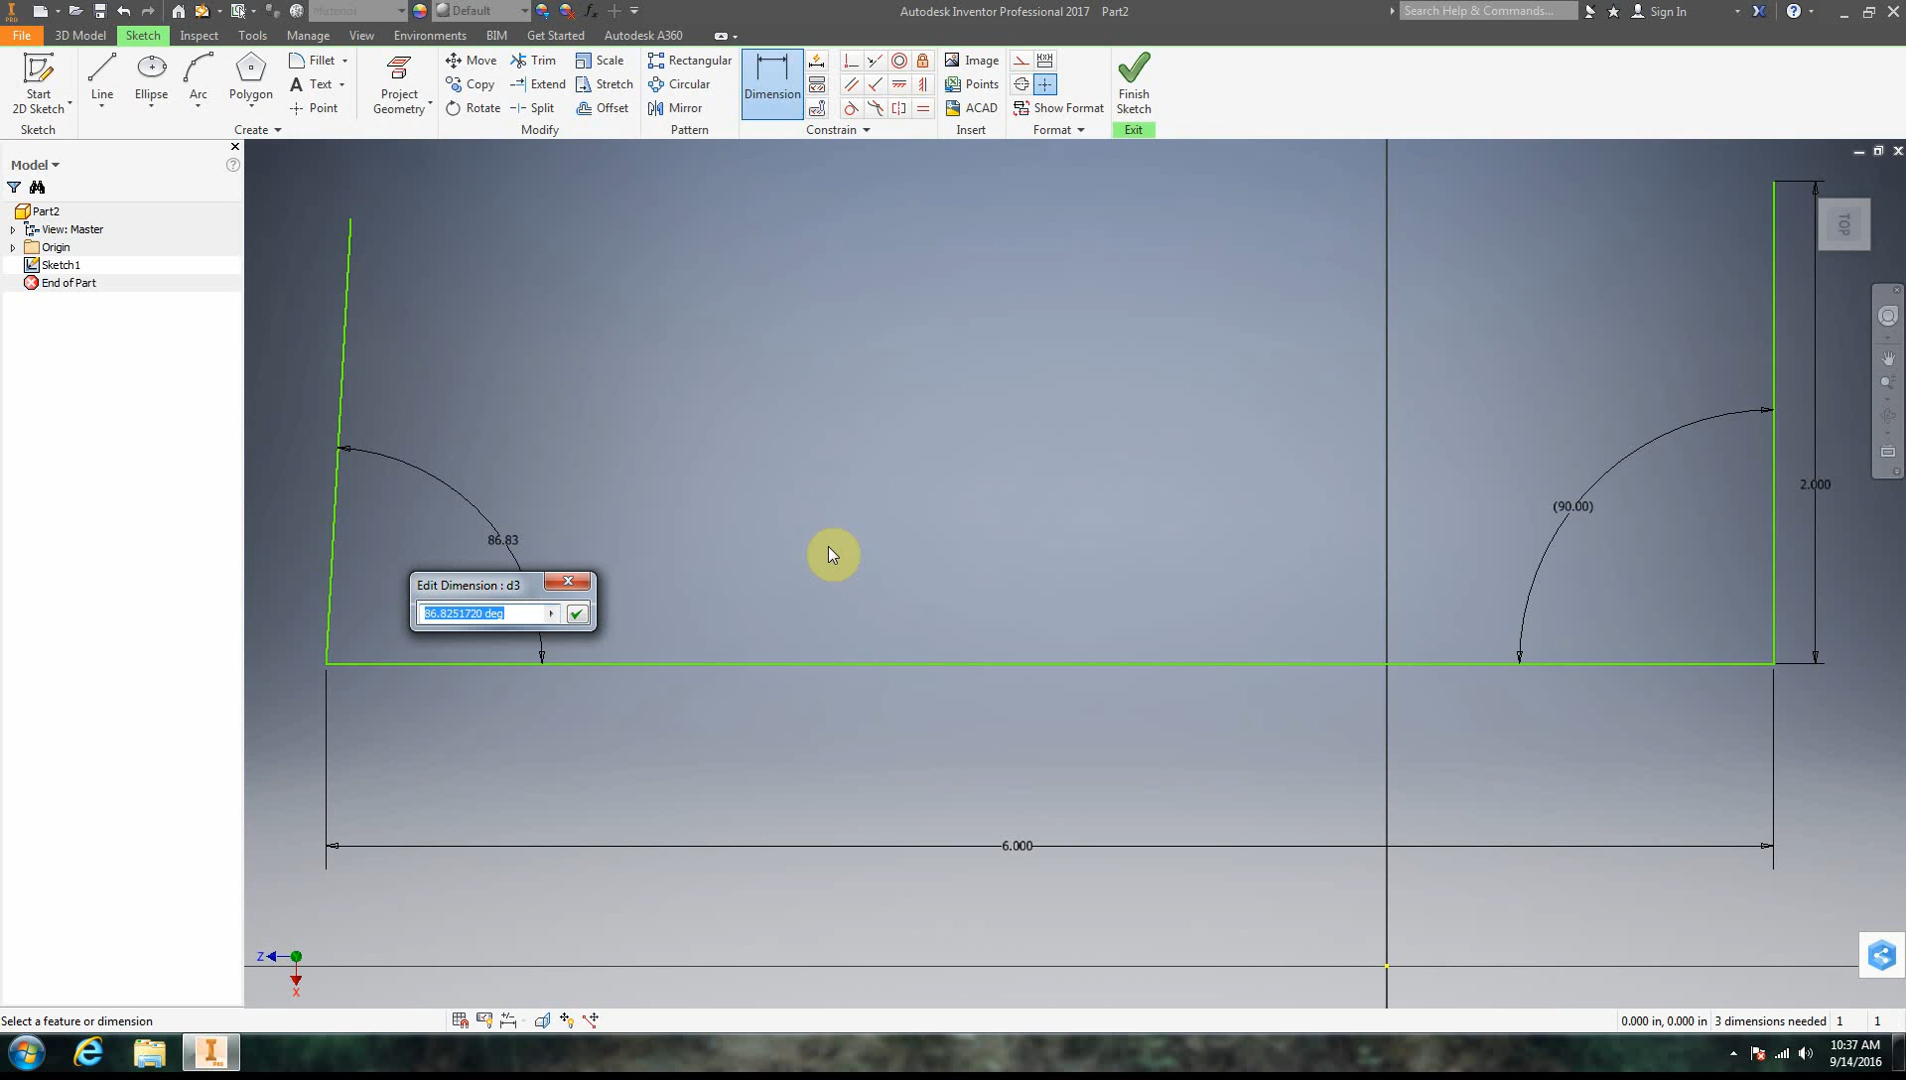 Material
Default
Autodesk Inventor Professional 2017 Part2
Search Help & Commands...
Sign In
PRO
File 3D Model Sketch Inspect Tools Manage View Environments BIM Get Started Autodesk A360
Start
2D Sketch
Line
Ellipse
Arc
Polygon
Fillet
Text
Point
Project
Geometry
Move
Copy
Rotate
Trim
Extend
Split
Scale
Stretch
Offset
Rectangular
Circular
Mirror
Dimension
Image
Points
ACAD
Show Format
Finish
Sketch
Sketch Create Modify Pattern Constrain Insert Format Exit
Model
Part2
View: Master
Origin
Sketch1
End of Part
TOP
2.000
(90.00)
86.83
Edit Dimension : d3
86.8251720 deg
6.000
Z
X
Select a feature or dimension
0.000 in, 0.000 in 3 dimensions needed 1 1
PRO
10:37 AM
9/14/2016